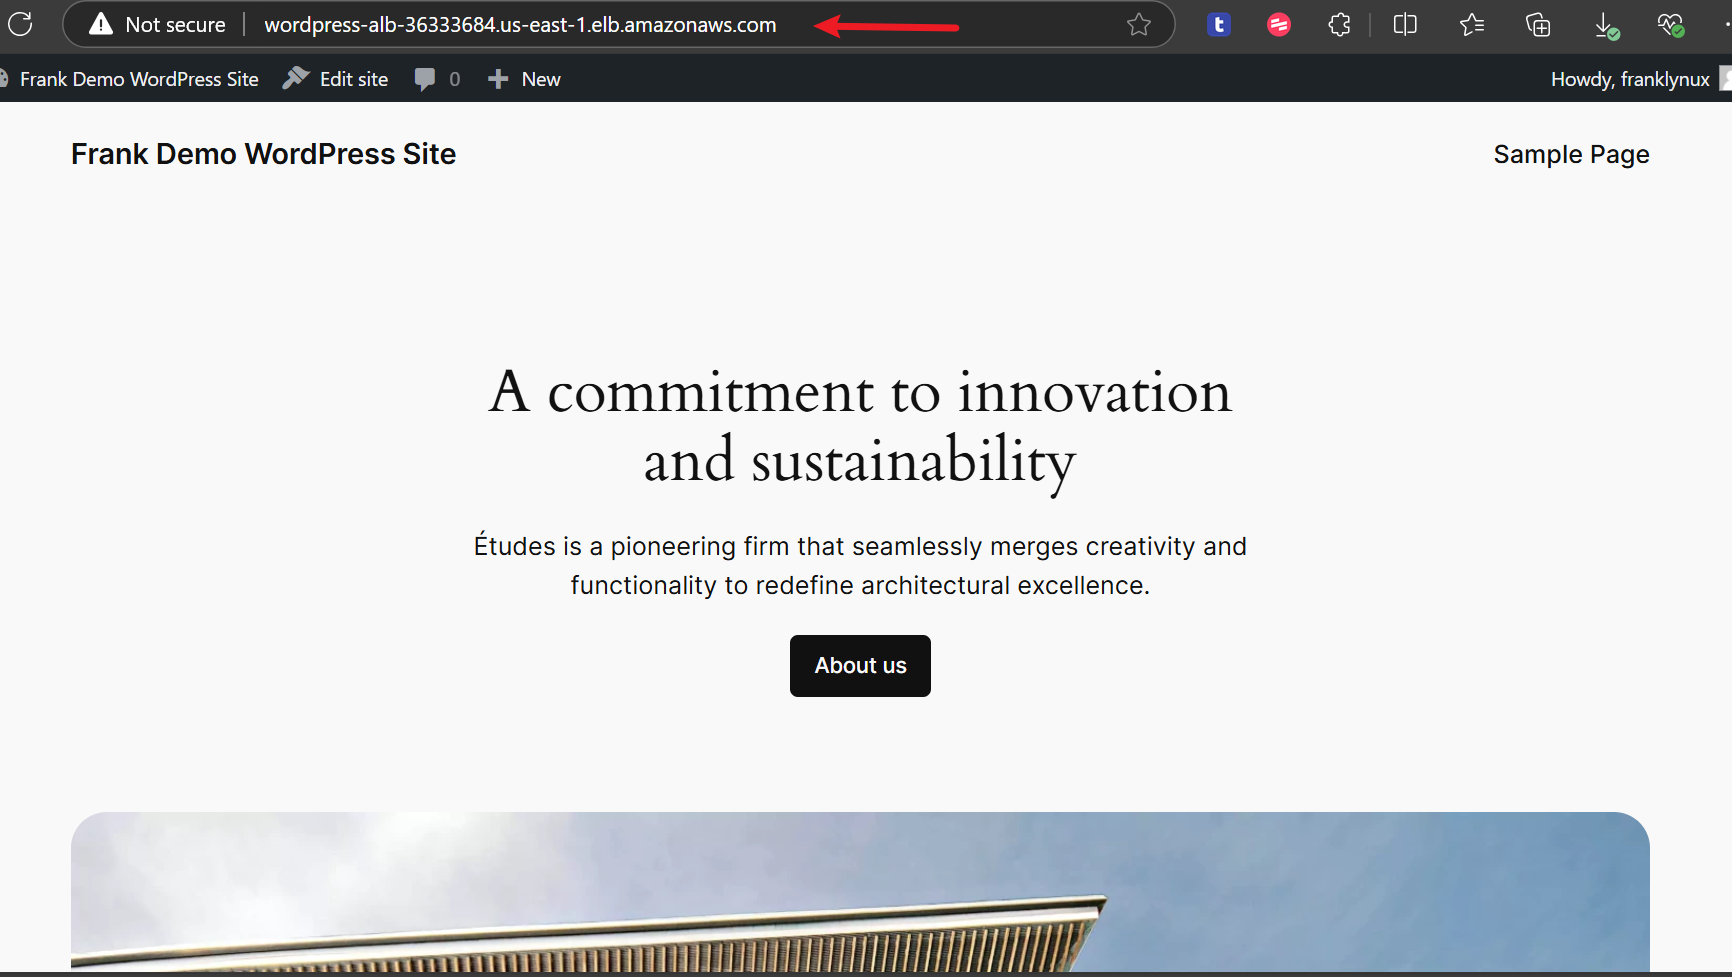 Not secure wordpress-alb-36333684.us-east-1.elb.amazonaws.com t
Frank Demo WordPress Site Edit site 0 New Howdy, franklynux
Frank Demo WordPress Site Sample Page
A commitment to innovation
and sustainability
Études is a pioneering firm that seamlessly merges creativity and
functionality to redefine architectural excellence.
About us